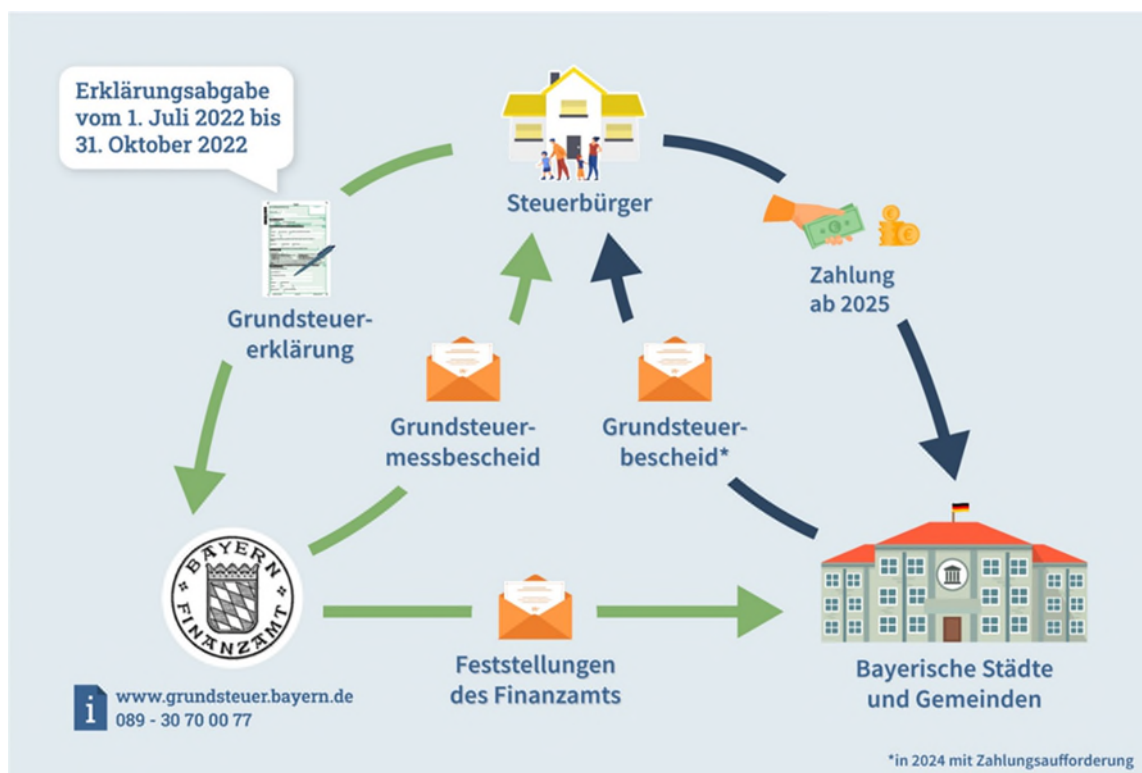 Erklärungsabgabe
vom 1. Juli 2022 bis
31. Oktober 2022
Steuerbürger
Grundsteuer-
erklärung
Zahlung
ab 2025
Grundsteuer-
messbescheid
Grundsteuer-
bescheid*
BAYERN
FINANZAMT
Feststellungen
des Finanzamts
Bayerische Städte
und Gemeinden
i
www.grundsteuer.bayern.de
089 - 30 70 00 77
*in 2024 mit Zahlungsaufforderung